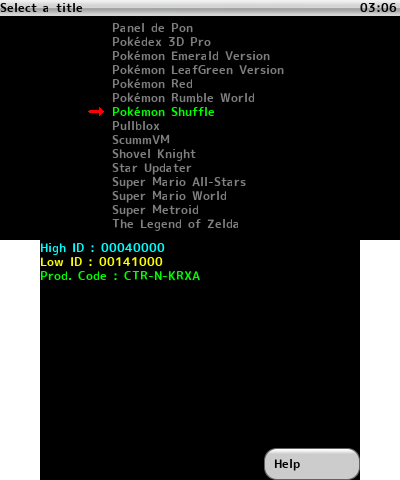 Select a title 03:06
Panel de Pon
Pokédex 3D Pro
Pokémon Emerald Version
Pokémon LeafGreen Version
Pokémon Red
Pokémon Rumble World
Pokémon Shuffle
Pullblox
ScummVM
Shovel Knight
Star Updater
Super Mario All-Stars
Super Mario World
Super Metroid
The Legend of Zelda
High ID : 00040000
Low ID : 00141000
Prod. Code : CTR-N-KRXA
Help